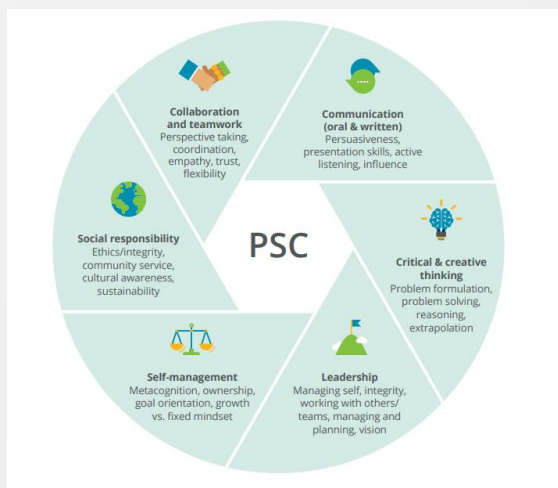 Collaboration
and teamwork
Perspective taking,
coordination,
empathy, trust,
flexibility
Communication
(oral & written)
Persuasiveness,
presentation skills, active
listening, influence
Social responsibility
Ethics/integrity,
community service,
cultural awareness,
sustainability
PSC
Critical & creative
thinking
Problem formulation,
problem solving,
reasoning,
extrapolation
Self-management
Metacognition, ownership,
goal orientation, growth
vs. fixed mindset
Leadership
Managing self, integrity,
working with others/
teams, managing and
planning, vision